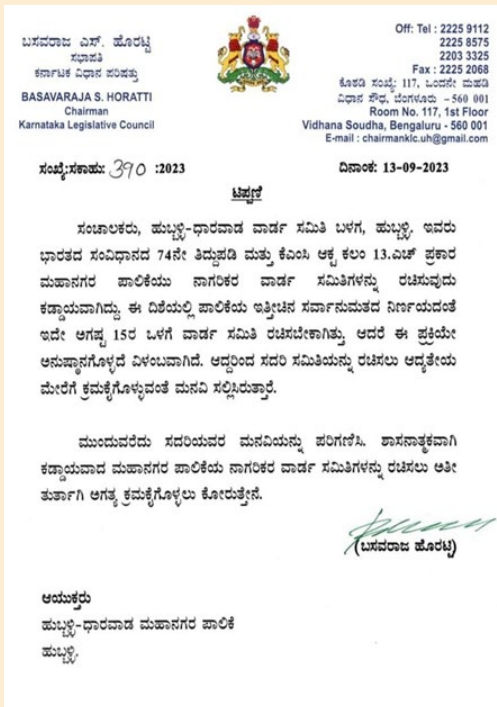 ಬಸವರಾಜ ಎಸ್. ಹೊರಟ್ಟಿ
ಸಭಾಪತಿ
ಕರ್ನಾಟಕ ವಿಧಾನ ಪರಿಷತ್ತು
BASAVARAJA S. HORATTI
Chairman
Karnataka Legislative Council
Off: Tel : 2225 9112
2225 8575
2203 3325
Fax : 2225 2068
ಕೊಠಡಿ ಸಂಖ್ಯೆ: 117, ಒಂದನೇ ಮಹಡಿ
ವಿಧಾನ ಸೌಧ, ಬೆಂಗಳೂರು – 560 001
Room No. 117, 1st Floor
Vidhana Soudha, Bengaluru - 560 001
E-mail : chairmanklc.uh@gmail.com
ಸಂಖ್ಯೆ:ಸಕಾಹು: 390 :2023
ದಿನಾಂಕ: 13-09-2023
ಟಿಪ್ಪಣಿ
ಸಂಚಾಲಕರು, ಹುಬ್ಬಳ್ಳಿ-ಧಾರವಾಡ ವಾರ್ಡ ಸಮಿತಿ ಬಳಗ, ಹುಬ್ಬಳ್ಳಿ. ಇವರು
ಭಾರತದ ಸಂವಿಧಾನದ 74ನೇ ತಿದ್ದುಪಡಿ ಮತ್ತು ಕೆಎಂಸಿ ಆಕ್ಟ ಕಲಂ 13.ಎಚ್ ಪ್ರಕಾರ
ಮಹಾನಗರ ಪಾಲಿಕೆಯು ನಾಗರಿಕರ ವಾರ್ಡ ಸಮಿತಿಗಳನ್ನು ರಚಿಸುವುದು
ಕಡ್ಡಾಯವಾಗಿದ್ದು. ಈ ದಿಶೆಯಲ್ಲಿ ಪಾಲಿಕೆಯ ಇತ್ತೀಚಿನ ಸರ್ವಾನುಮತದ ನಿರ್ಣಯದಂತೆ
ಇದೇ ಅಗಷ್ಟ 15ರ ಒಳಗೆ ವಾರ್ಡ ಸಮಿತಿ ರಚಿಸಬೇಕಾಗಿತ್ತು. ಆದರೆ ಈ ಪ್ರಕ್ರಿಯೇ
ಅನುಷ್ಠಾನಗೊಳ್ಳದೆ ವಿಳಂಬವಾಗಿದೆ. ಆದ್ದರಿಂದ ಸದರಿ ಸಮಿತಿಯನ್ನು ರಚಿಸಲು ಆದ್ಯತೇಯ
ಮೇರೆಗೆ ಕ್ರಮಕೈಗೊಳ್ಳುವಂತೆ ಮನವಿ ಸಲ್ಲಿಸಿರುತ್ತಾರೆ.
ಮುಂದುವರೆದು ಸದರಿಯವರ ಮನವಿಯನ್ನು ಪರಿಗಣಿಸಿ. ಶಾಸನಾತ್ಮಕವಾಗಿ
ಕಡ್ಡಾಯವಾದ ಮಹಾನಗರ ಪಾಲಿಕೆಯ ನಾಗರಿಕರ ವಾರ್ಡ ಸಮಿತಿಗಳನ್ನು ರಚಿಸಲು ಅತೀ
ತುರ್ತಾಗಿ ಅಗತ್ಯ ಕ್ರಮಕೈಗೊಳ್ಳಲು ಕೋರುತ್ತೇನೆ.
(ಬಸವರಾಜ ಹೊರಟ್ಟಿ)
ಆಯುಕ್ತರು
ಹುಬ್ಬಳ್ಳಿ-ಧಾರವಾಡ ಮಹಾನಗರ ಪಾಲಿಕೆ
ಹುಬ್ಬಳ್ಳಿ.